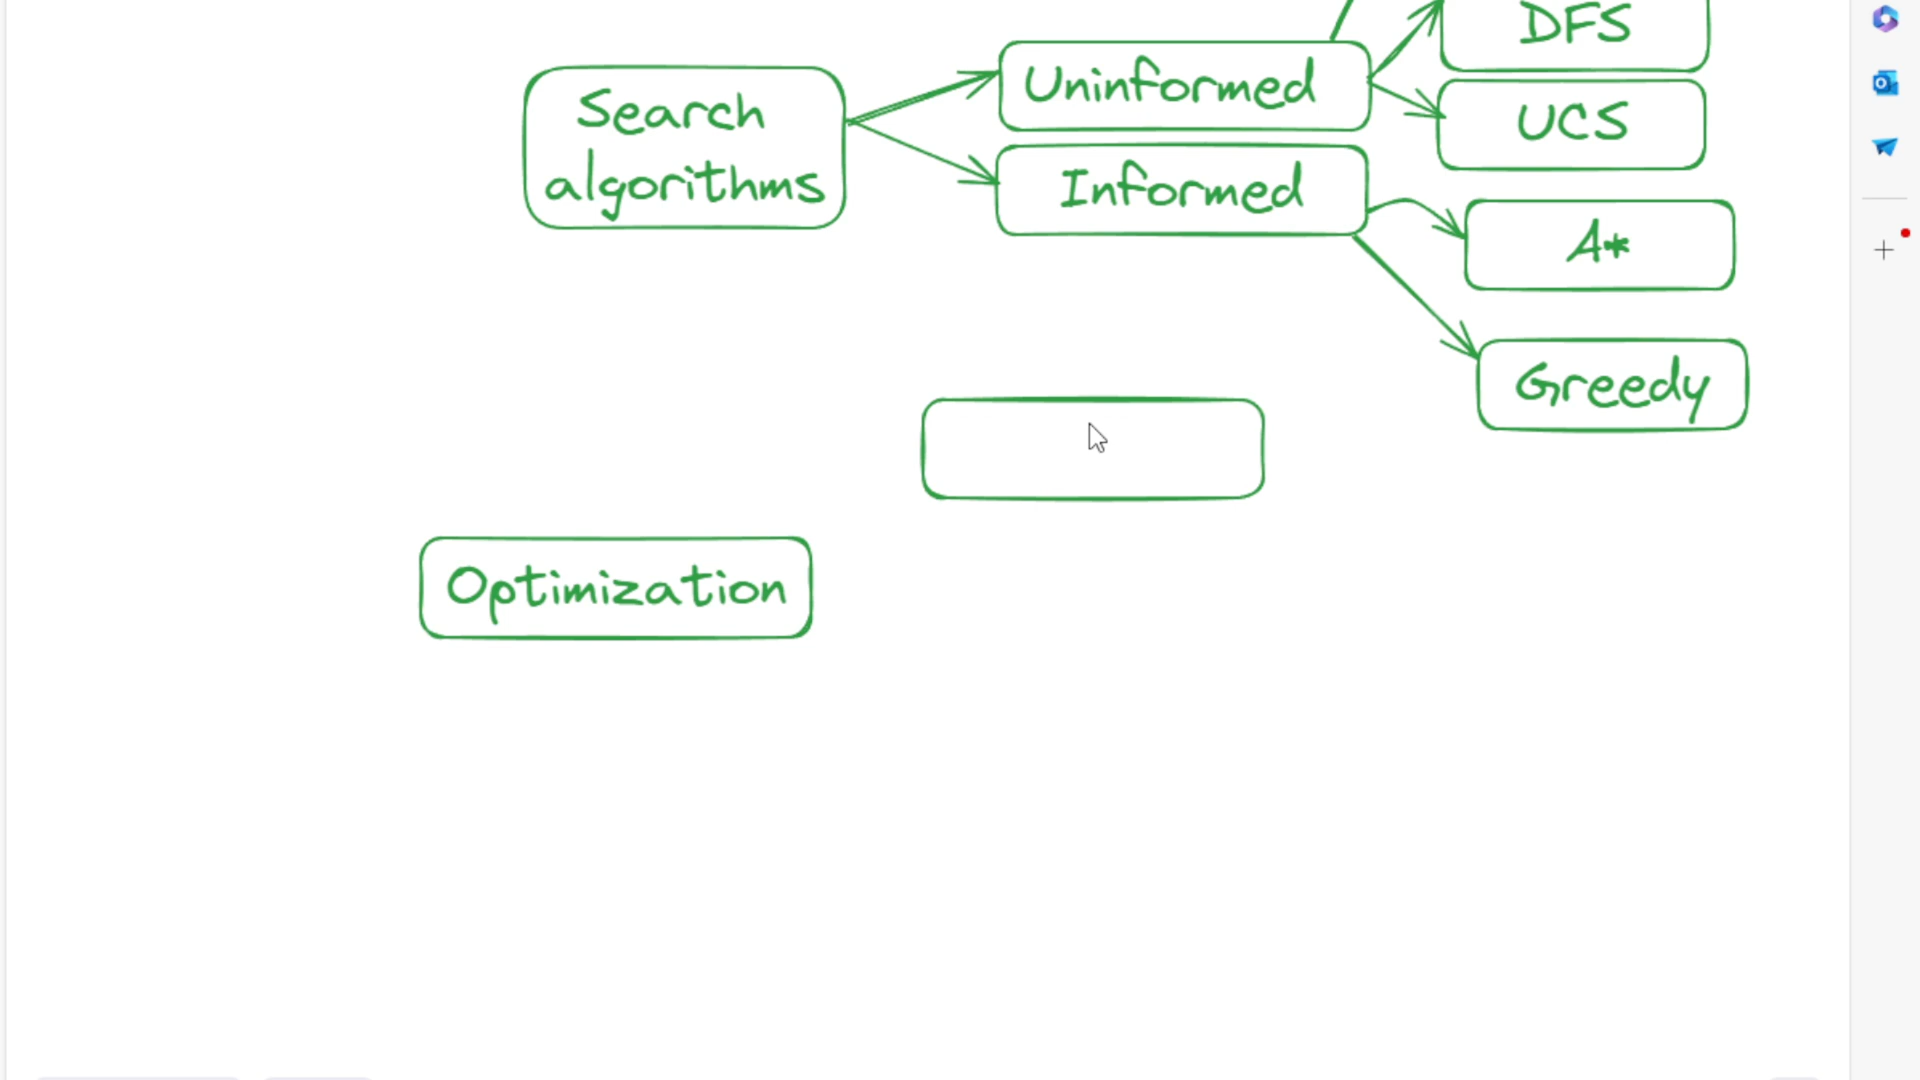 DFS
Uninformed
Search
algorithms
UCS
Informed
A*
Greedy
Optimization